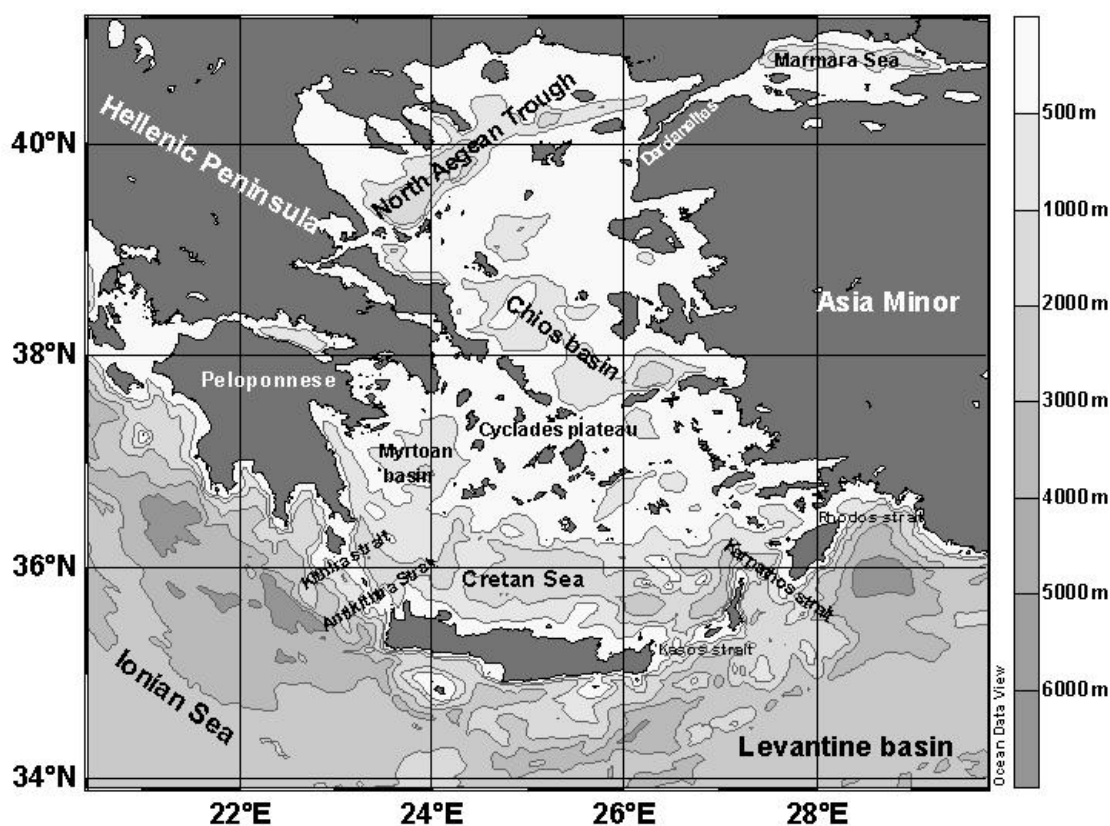 Marmara Sea
500m
Dardanelles
40°N
Hellenic Peninsula
North Aegean Trough
1000m
Asia Minor
2000m
Chios basin
38°N
Peloponnese
3000m
Cyclades plateau
Myrtoan
basin
4000m
Rhodos strait
Kithira strait
Karpathos strait
36°N
Cretan Sea
Antikithira Strait
5000m
Kasos strait
Ionian Sea
6000m
Levantine basin
Ocean Data View
34°N
22°E
24°E
26°E
28°E